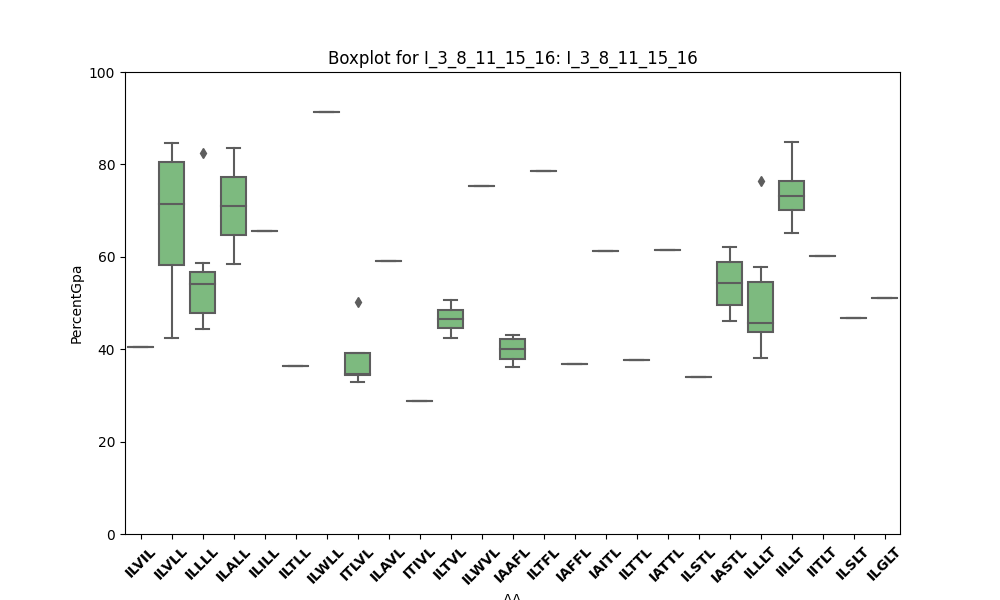 Boxplot for I_3_8_11_15_16: I_3_8_11_15_16
PercentGpa
100
80
60
40
20
0
ILVIL
ILVLL
ILLLL
ILALL
ILILL
ILTLL
ILWLL
ITLVL
ILAVL
ITIVL
ILTVL
ILWVL
IAAFL
ILTFL
IAFFL
IAITL
ILTTL
IATTL
ILSTL
IASTL
ILLLT
IILLT
IITLT
ILSLT
ILGLT
AA